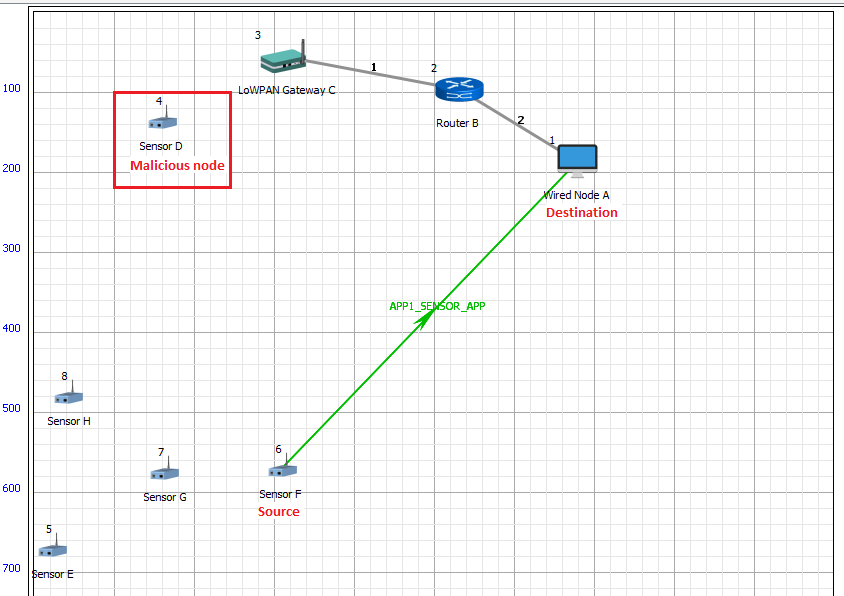 3
1
2
LoWPAN Gateway C
100
4
Router B
2
Sensor D
1
Malicious node
200
Wired Node A
Destination
300
APP1_SENSOR_APP
400
8
500
Sensor H
7
6
600
Sensor G
Sensor F
Source
5
700
Sensor E